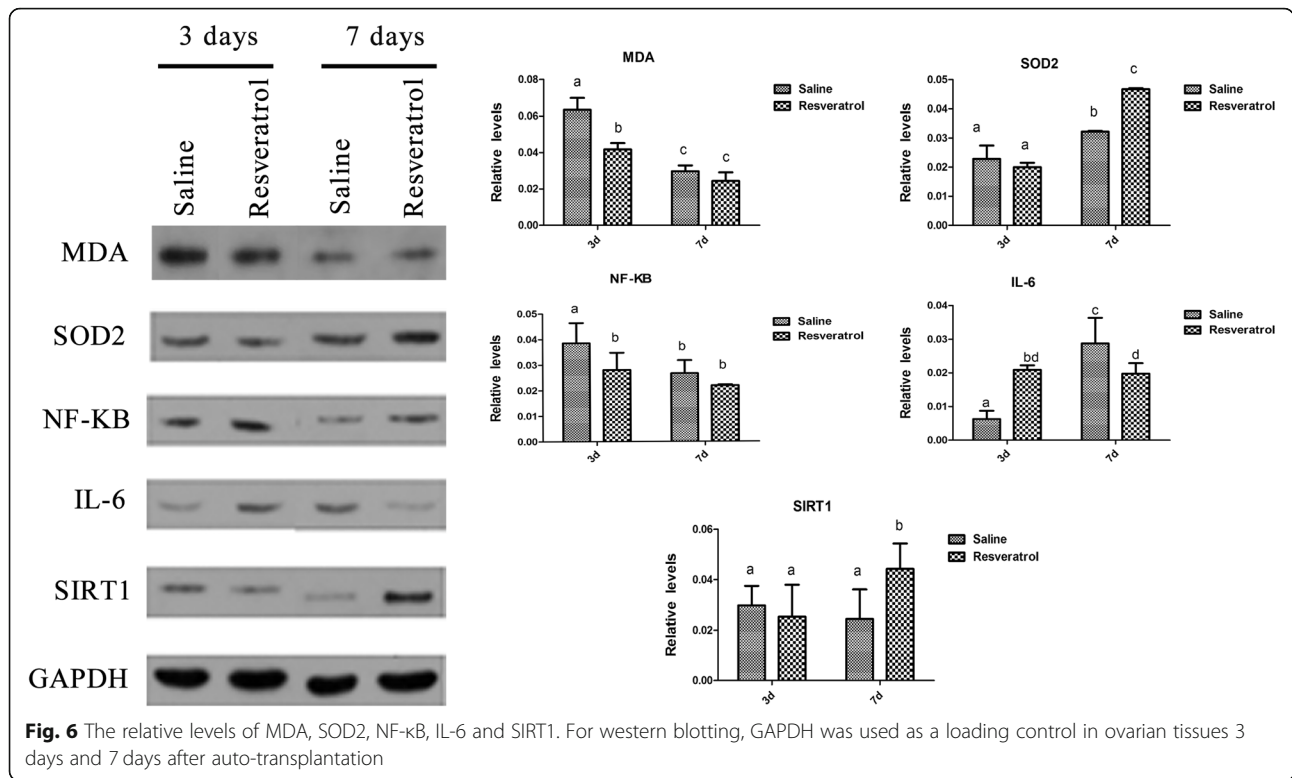 3 days 7 days
Saline Resveratrol Saline Resveratrol
MDA
SOD2
NF-KB
IL-6
SIRT1
GAPDH
MDA
Relative levels
0.08
0.06
0.04
0.02
0.00
a b c c
3d 7d
Saline
Resveratrol
SOD2
Relative levels
0.05
0.04
0.03
0.02
0.01
0.00
a a b c
3d 7d
Saline
Resveratrol
NF-KB
Relative levels
0.05
0.04
0.03
0.02
0.01
0.00
a b b b
3d 7d
Saline
Resveratrol
IL-6
Relative levels
0.04
0.03
0.02
0.01
0.00
a bd c d
3d 7d
Saline
Resveratrol
SIRT1
Relative levels
0.06
0.04
0.02
0.00
a a a b
3d 7d
Saline
Resveratrol
Fig. 6 The relative levels of MDA, SOD2, NF-κB, IL-6 and SIRT1. For western blotting, GAPDH was used as a loading control in ovarian tissues 3
days and 7 days after auto-transplantation